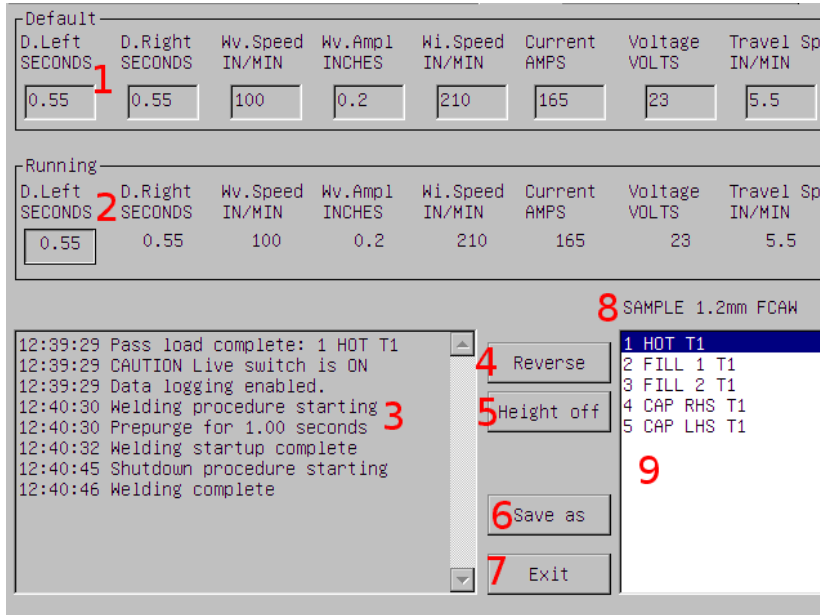 Default
D.Left D.Right Wv.Speed Wv.Ampl Wi.Speed Current Voltage Travel Sp
SECONDS SECONDS IN/MIN INCHES IN/MIN AMPS VOLTS IN/MIN
1
0.55 0.55 100 0.2 210 165 23 5.5
Running
D.Left D.Right Wv.Speed Wv.Ampl Wi.Speed Current Voltage Travel Sp
SECONDS 2 SECONDS IN/MIN INCHES IN/MIN AMPS VOLTS IN/MIN
0.55 0.55 100 0.2 210 165 23 5.5
12:39:29 Pass load complete: 1 HOT T1
12:39:29 CAUTION Live switch is ON
12:39:29 Data logging enabled.
12:40:30 Welding procedure starting
12:40:30 Prepurge for 1.00 seconds
12:40:32 Welding startup complete
12:40:45 Shutdown procedure starting
12:40:46 Welding complete
3
4 Reverse
5 Height off
6 Save as
7 Exit
8 SAMPLE 1.2mm FCAW
1 HOT T1
2 FILL 1 T1
3 FILL 2 T1
4 CAP RHS T1
5 CAP LHS T1
9